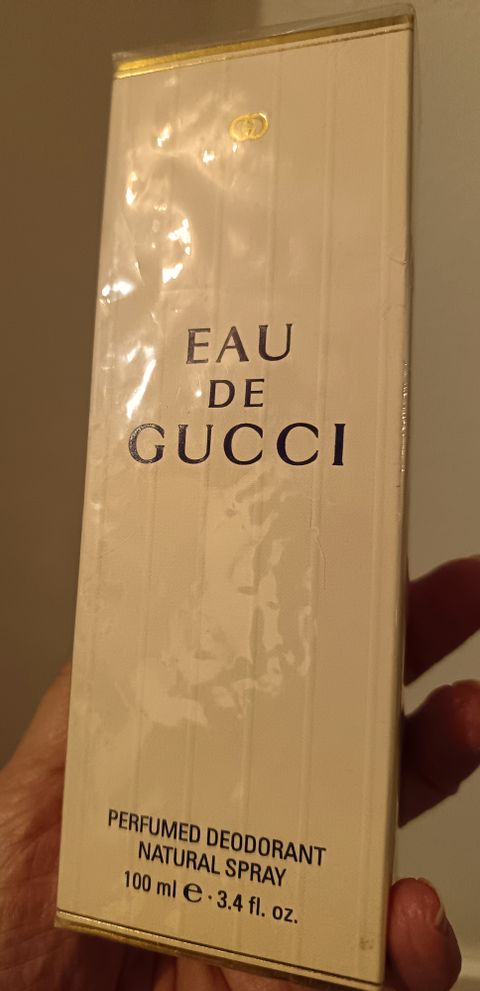 EAU
DE
GUCCI
PERFUMED DEODORANT
NATURAL SPRAY
100 ml ℮ · 3.4 fl. oz.